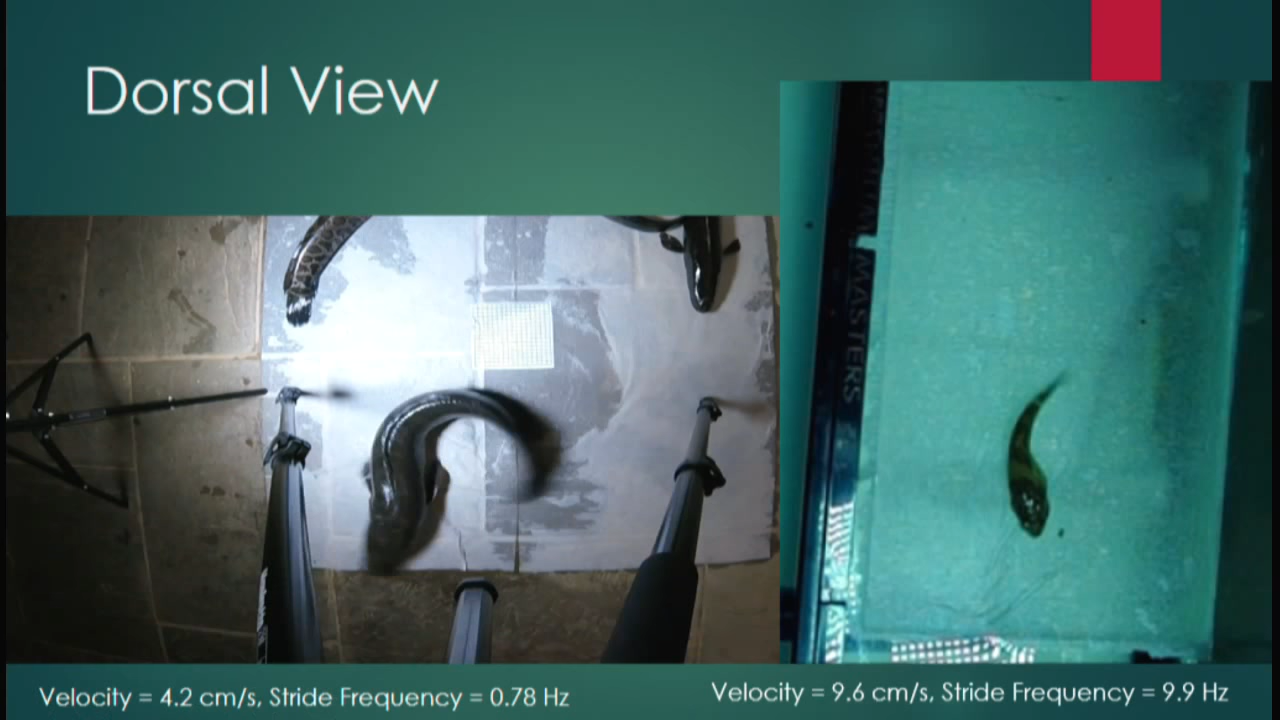 Dorsal View
MASTERS
Velocity = 4.2 cm/s, Stride Frequency = 0.78 Hz
Velocity = 9.6 cm/s, Stride Frequency = 9.9 Hz